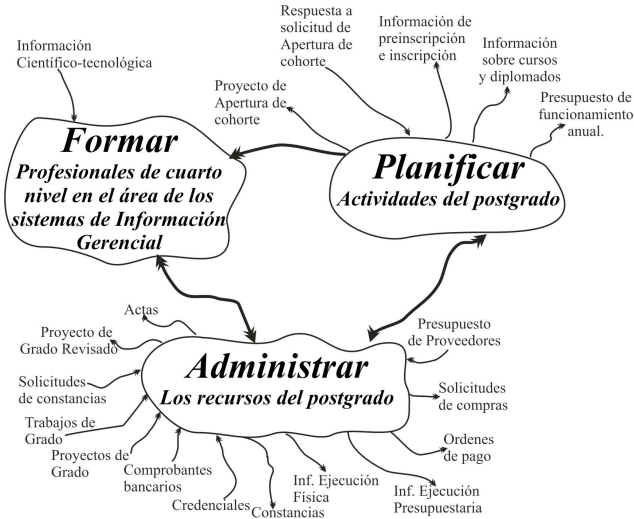 Información
Científico-tecnológica
Respuesta a
solicitud de
Apertura de
cohorte
Información de
preinscripción
e inscripción
Información
sobre cursos
y diplomados
Proyecto de
Apertura de
cohorte
Presupuesto de
funcionamiento
anual.
Formar
Profesionales de cuarto
nivel en el área de los
sistemas de Información
Gerencial
Planificar
Actividades del postgrado
Actas
Proyecto de
Grado Revisado
Solicitudes
de constancias
Trabajos de
Grado
Proyectos de
Grado
Comprobantes
bancarios
Credenciales
Constancias
Administrar
Los recursos del postgrado
Presupuesto
de Proveedores
Solicitudes
de compras
Ordenes
de pago
Inf. Ejecución
Física
Inf. Ejecución
Presupuestaria